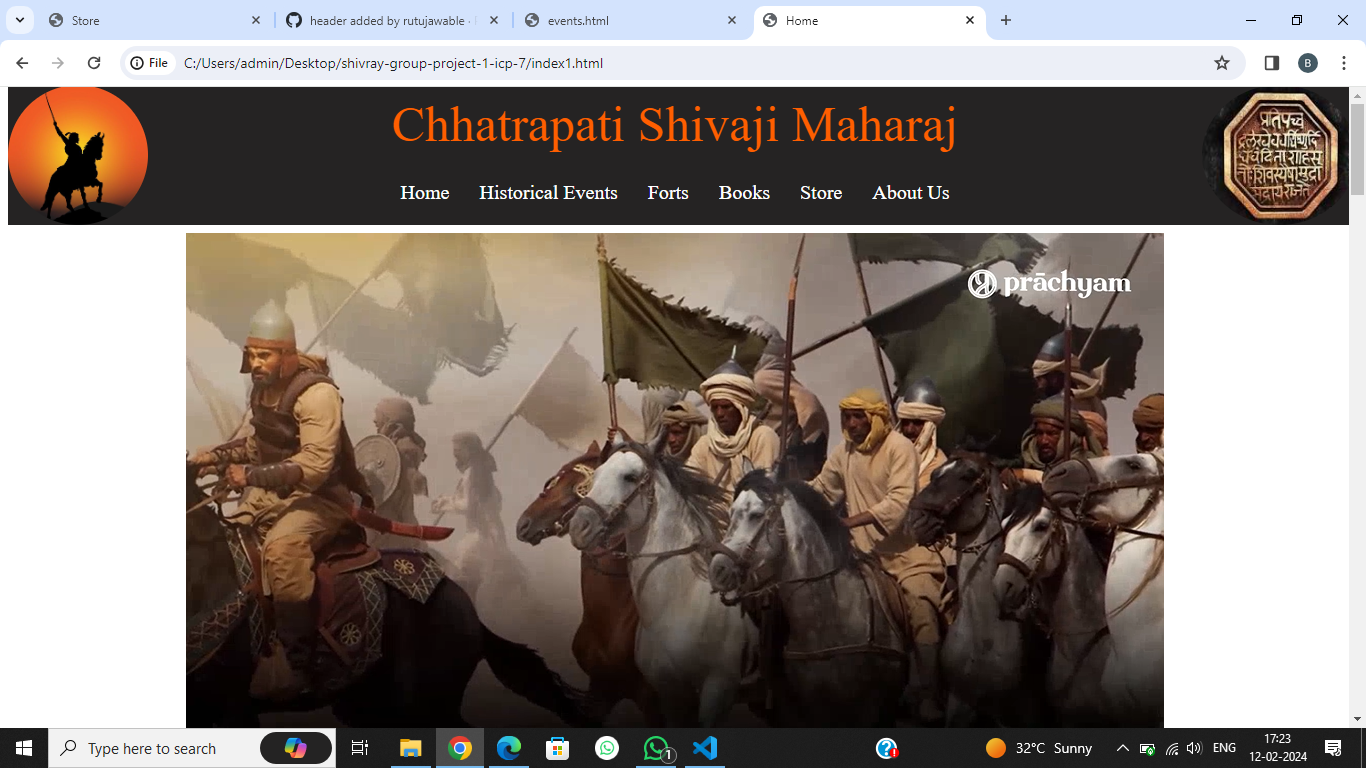 Store
header added by rutujawable ·
events.html
Home
File
C:/Users/admin/Desktop/shivray-group-project-1-icp-7/index1.html
B
Chhatrapati Shivaji Maharaj
प्रतिपच्च
Home Historical Events Forts Books Store About Us
prāchyam
Type here to search
1
32°C Sunny
ENG
17:23
12-02-2024